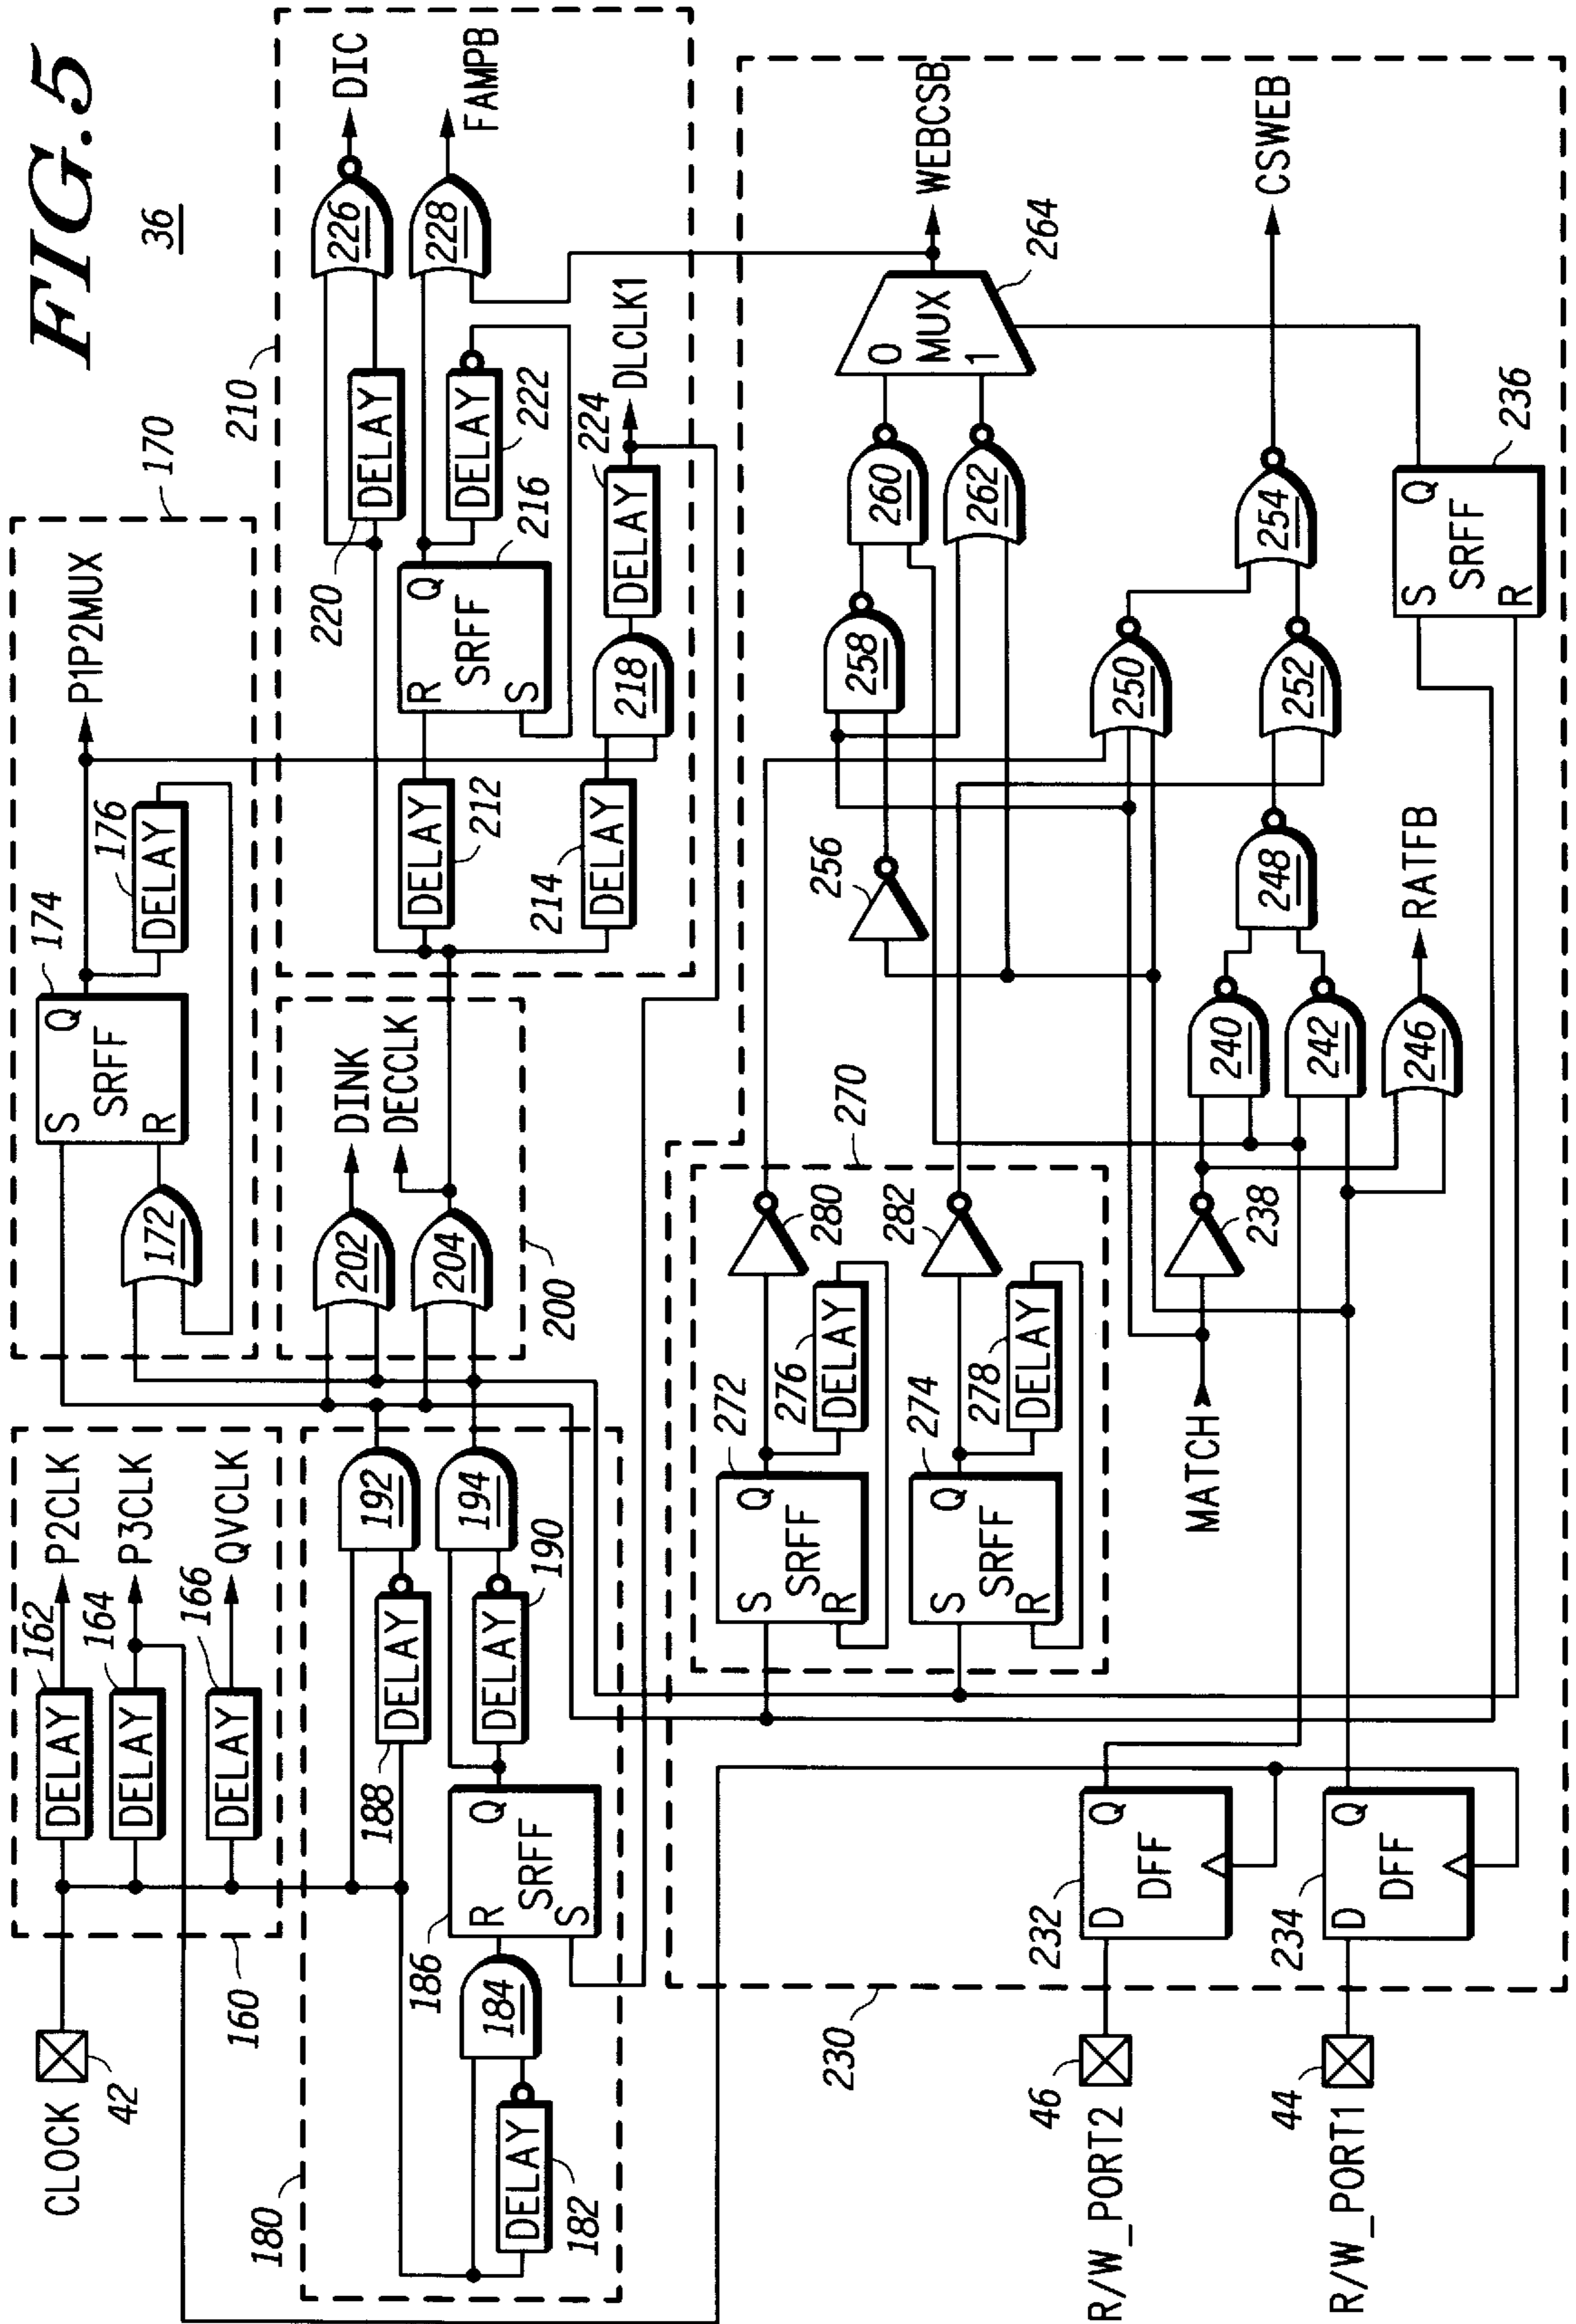 FIG.5
36
CLOCK
42
160
DELAY
162
P2CLK
DELAY
164
P3CLK
DELAY
166
QVCLK
170
172
S
R
Q
SRFF
174
DELAY
176
P1P2MUX
180
DELAY
182
184
R
S
Q
SRFF
186
DELAY
188
DELAY
190
192
194
200
202
204
DINK
DECCLK
210
DELAY
212
DELAY
214
R
S
Q
SRFF
216
218
DELAY
220
DELAY
222
DELAY
224
226
228
DIC
FAMPB
DLCLK1
230
R/W_PORT2
46
R/W_PORT1
44
D
Q
DFF
232
D
Q
DFF
234
270
S
R
Q
SRFF
272
S
R
Q
SRFF
274
DELAY
276
DELAY
278
280
282
MATCH
238
240
242
246
RATFB
248
250
252
254
CSWEB
256
258
260
262
0
MUX
1
264
WEBCSB
S
R
Q
SRFF
236